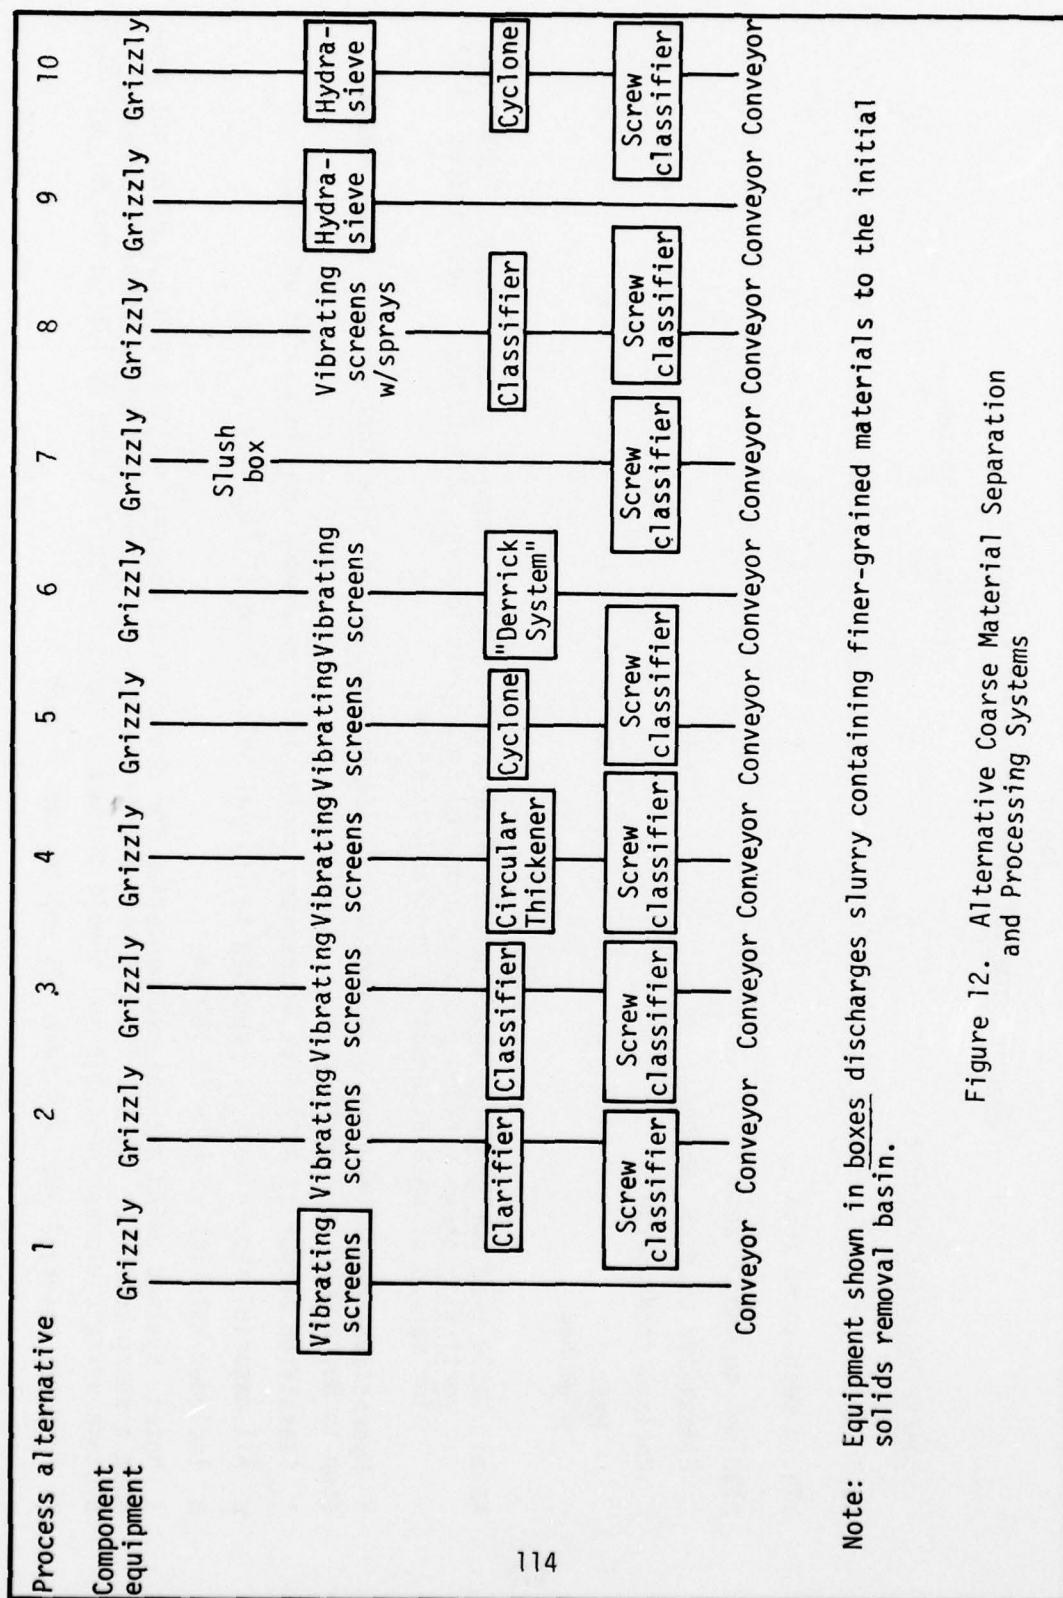 Process alternative 1 2 3 4 5 6 7 8 9 10
Component
equipment
Grizzly Grizzly Grizzly Grizzly Grizzly Grizzly Grizzly Grizzly Grizzly Grizzly
Slush
box
Vibrating
screens
Vibrating
screens
Vibrating
screens
Vibrating
screens
Vibrating
screens
Vibrating
screens
Vibrating
screens
w/sprays
Hydra-
sieve
Hydra-
sieve
Clarifier
Classifier
Circular
Thickener
Cyclone
"Derrick
System"
Classifier
Cyclone
Screw
classifier
Screw
classifier
Screw
classifier
Screw
classifier
Screw
classifier
Screw
classifier
Screw
classifier
Conveyor Conveyor Conveyor Conveyor Conveyor Conveyor Conveyor Conveyor Conveyor Conveyor
Note: Equipment shown in boxes discharges slurry containing finer-grained materials to the initial
solids removal basin.
Figure 12. Alternative Coarse Material Separation
and Processing Systems
114